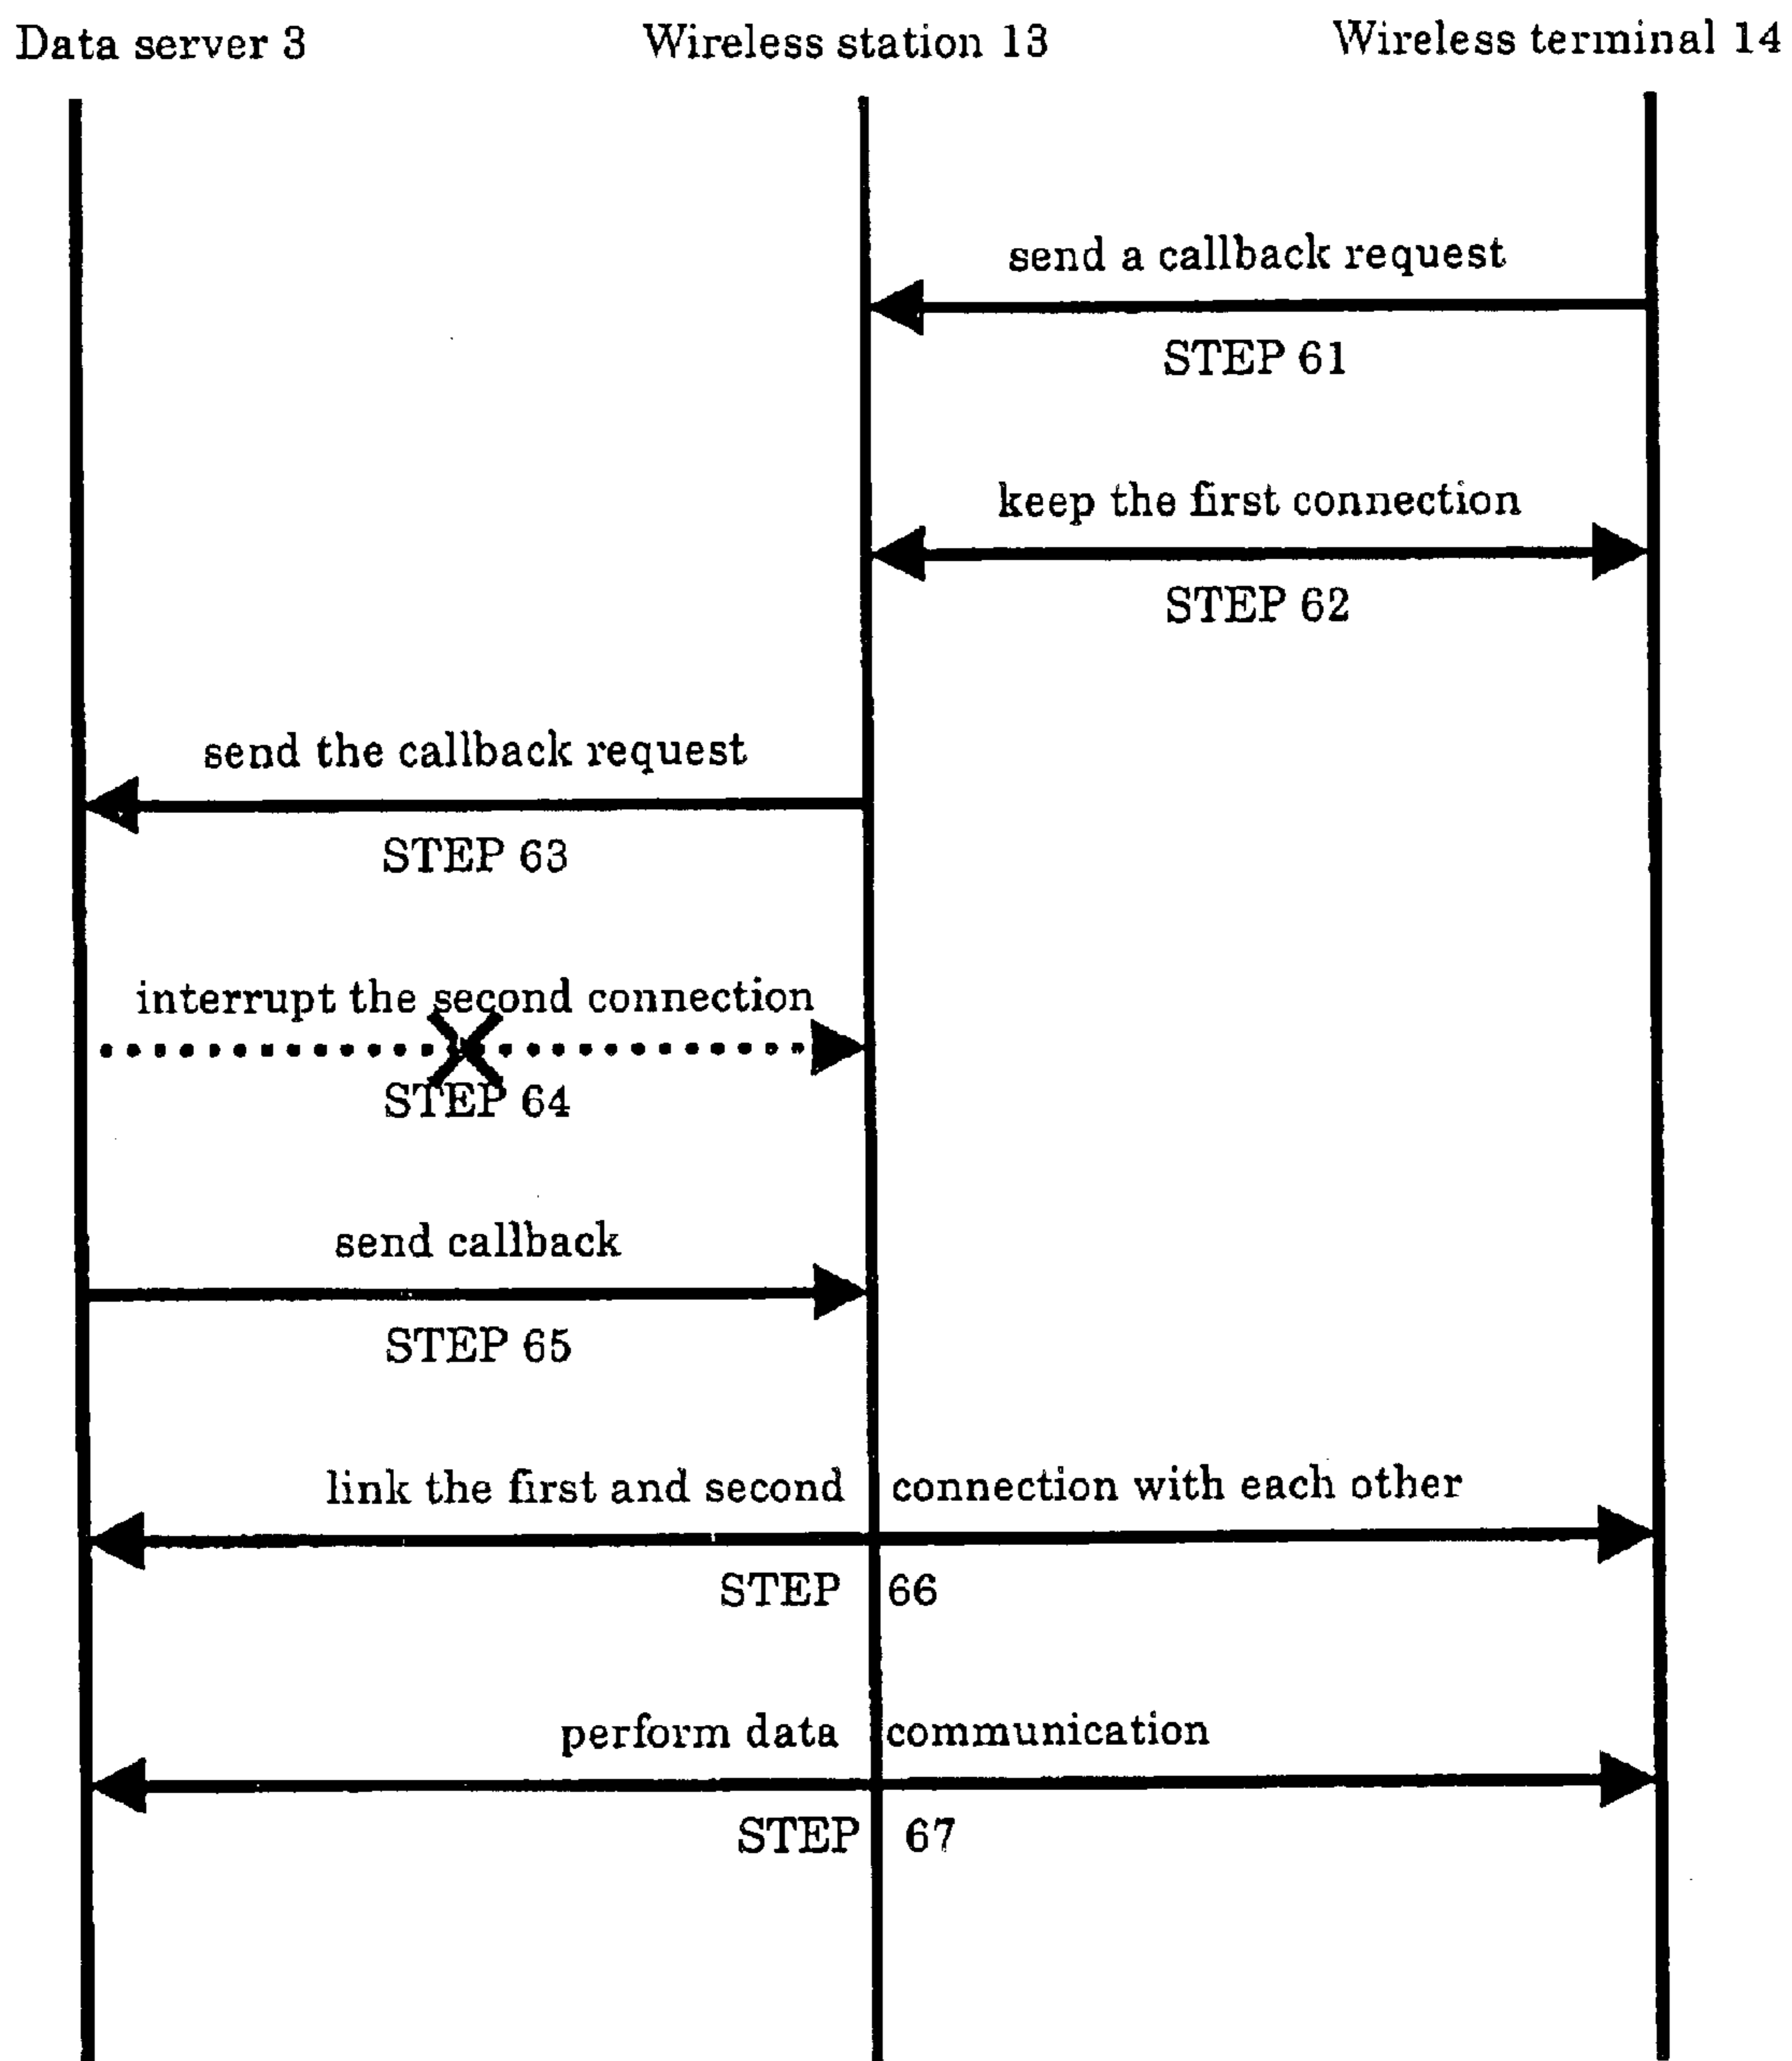 Data server 3
Wireless station 13
Wireless terminal 14
send a callback request
STEP 61
keep the first connection
STEP 62
send the callback request
STEP 63
interrupt the second connection
STEP 64
send callback
STEP 65
link the first and second connection with each other
STEP 66
perform data communication
STEP 67